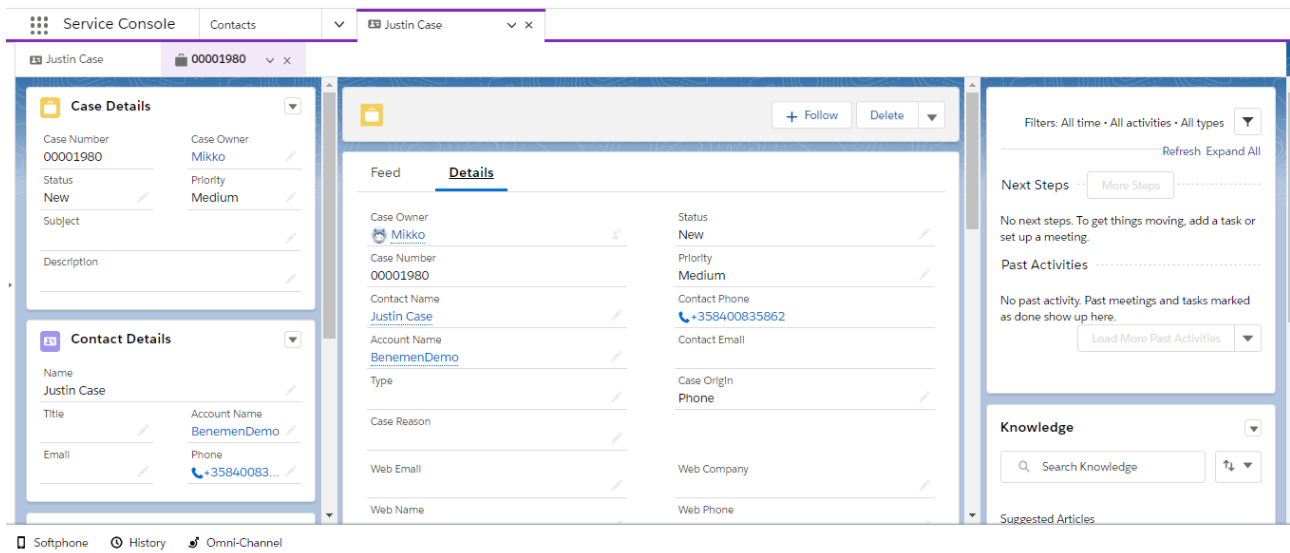 Service Console Contacts Justin Case
Justin Case 00001980
Case Details
Case Number Case Owner
00001980 Mikko
Status Priority
New Medium
Subject
Description
Contact Details
Name
Justin Case
Title Account Name
BenemenDemo
Email Phone
+35840083...
+ Follow Delete
Feed Details
Case Owner Status
Mikko New
Case Number Priority
00001980 Medium
Contact Name Contact Phone
Justin Case +358400835862
Account Name Contact Email
BenemenDemo
Type Case Origin
Phone
Case Reason
Web Email Web Company
Web Name Web Phone
Filters: All time • All activities • All types
Refresh Expand All
Next Steps More Steps
No next steps. To get things moving, add a task or
set up a meeting.
Past Activities
No past activity. Past meetings and tasks marked
as done show up here.
Load More Past Activities
Knowledge
Search Knowledge
Suggested Articles
Softphone History Omni-Channel